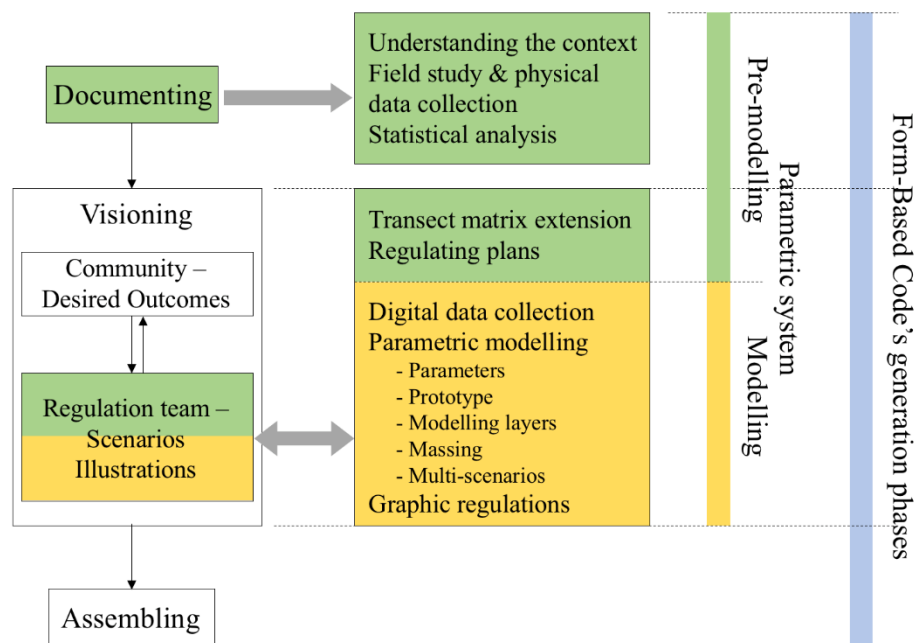 Documenting
Understanding the context
Field study & physical
data collection
Statistical analysis
Visioning
Community –
Desired Outcomes
Regulation team –
Scenarios
Illustrations
Transect matrix extension
Regulating plans
Digital data collection
Parametric modelling
- Parameters
- Prototype
- Modelling layers
- Massing
- Multi-scenarios
Graphic regulations
Assembling
Pre-modelling
Modelling
Parametric system
Form-Based Code’s generation phases